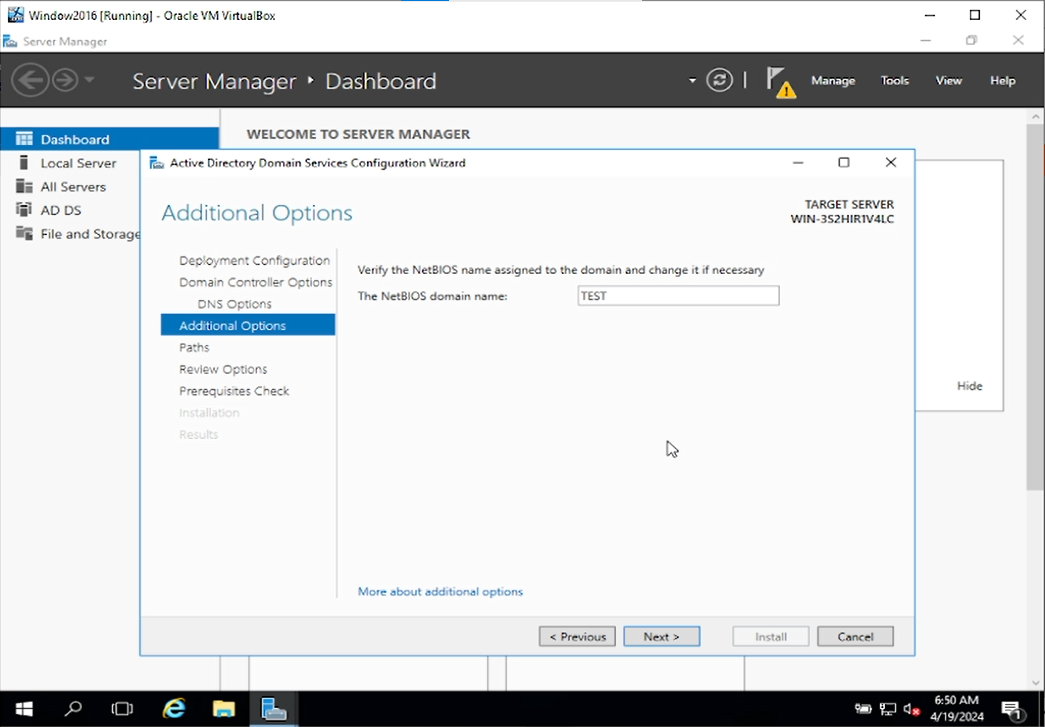 Window2016 [Running] - Oracle VM VirtualBox
Server Manager
Server Manager ‣ Dashboard
Manage Tools View Help
Dashboard
Local Server
All Servers
AD DS
File and Storage
WELCOME TO SERVER MANAGER
Active Directory Domain Services Configuration Wizard
Additional Options
TARGET SERVER
WIN-3S2HIR1V4LC
Deployment Configuration
Domain Controller Options
DNS Options
Additional Options
Paths
Review Options
Prerequisites Check
Installation
Results
Verify the NetBIOS name assigned to the domain and change it if necessary
The NetBIOS domain name: TEST
More about additional options
Hide
< Previous Next > Install Cancel
6:50 AM
4/19/2024
1